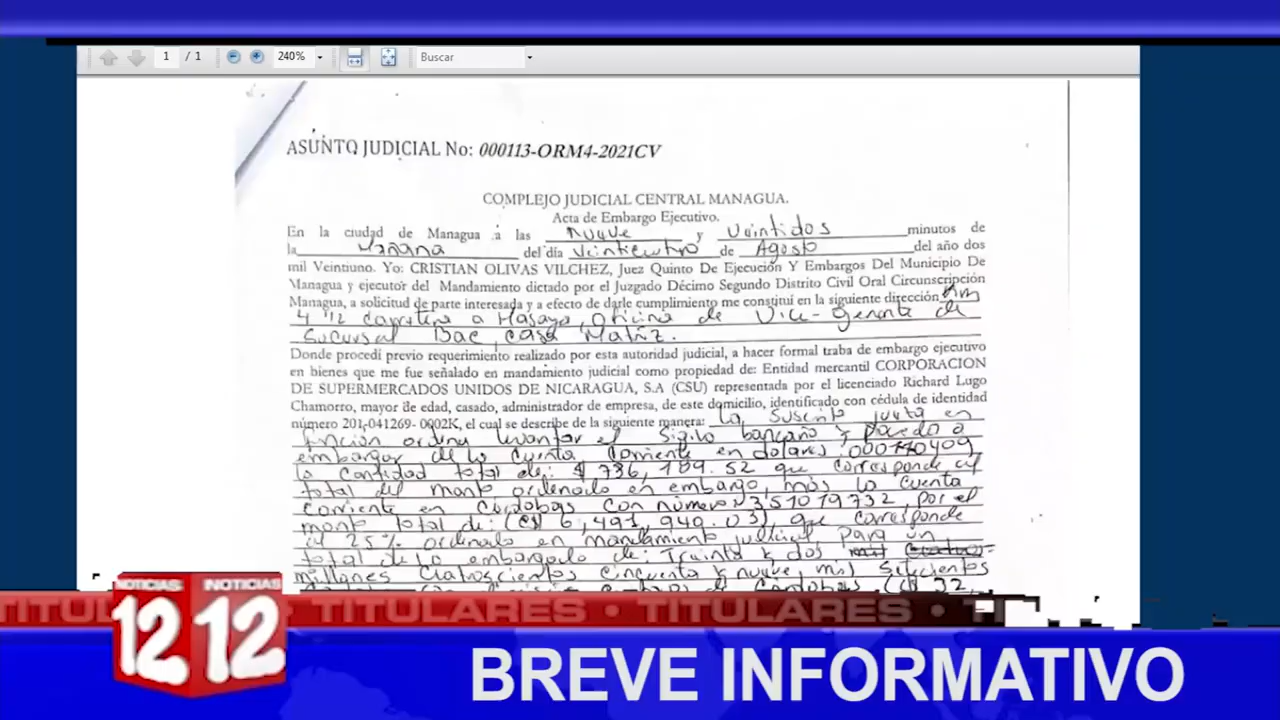 1 / 1 240% Buscar
ASUNTO JUDICIAL No: 000113-ORM4-2021CV
COMPLEJO JUDICIAL CENTRAL MANAGUA.
Acta de Embargo Ejecutivo.
En la ciudad de Managua a las nueve y veintidos minutos de
la Mañana del día veinticuatro de Agosto del año dos
mil Veintiuno. Yo: CRISTIAN OLIVAS VILCHEZ, Juez Quinto De Ejecución Y Embargos Del Municipio De
Managua y ejecutor del Mandamiento dictado por el Juzgado Décimo Segundo Distrito Civil Oral Circunscripción
Managua, a solicitud de parte interesada y a efecto de darle cumplimiento me constituí en la siguiente dirección Km
4 1/2 carretera a Masaya, Oficina de Vice-gerente de
Sucursal Bac, casa Matriz.
Donde procedí previo requerimiento realizado por esta autoridad judicial, a hacer formal traba de embargo ejecutivo
en bienes que me fue señalado en mandamiento judicial como propiedad de: Entidad mercantil CORPORACION
DE SUPERMERCADOS UNIDOS DE NICARAGUA, S.A (CSU) representada por el licenciado Richard Lugo
Chamorro, mayor de edad, casado, administrador de empresa, de este domicilio, identificado con cédula de identidad
número 201-041269-0002K, el cual se describe de la siguiente manera: la Suscrita jueza en
función ordena levantar el sigilo bancario y procedo a
embargar de la cuenta corriente en dolares:
la cantidad total de: $ 736, 189.52 que corresponde al
total del monto ordenado en embargo, más la cuenta
corriente en Córdobas con número: 351019732, por el
monto total de: (C$ 6, 491, 940.03), que corresponde
al 25% ordenado en mandamiento judicial, para un
total de lo embargado de: Treinta y dos
millones cuatroscientos cincuenta y nueve, mos seiscientos
Córdobas (C$ 32,
NOTICIAS NOTICIAS
12 12
TITULARES • TITULARES • TITULARES • TI
BREVE INFORMATIVO